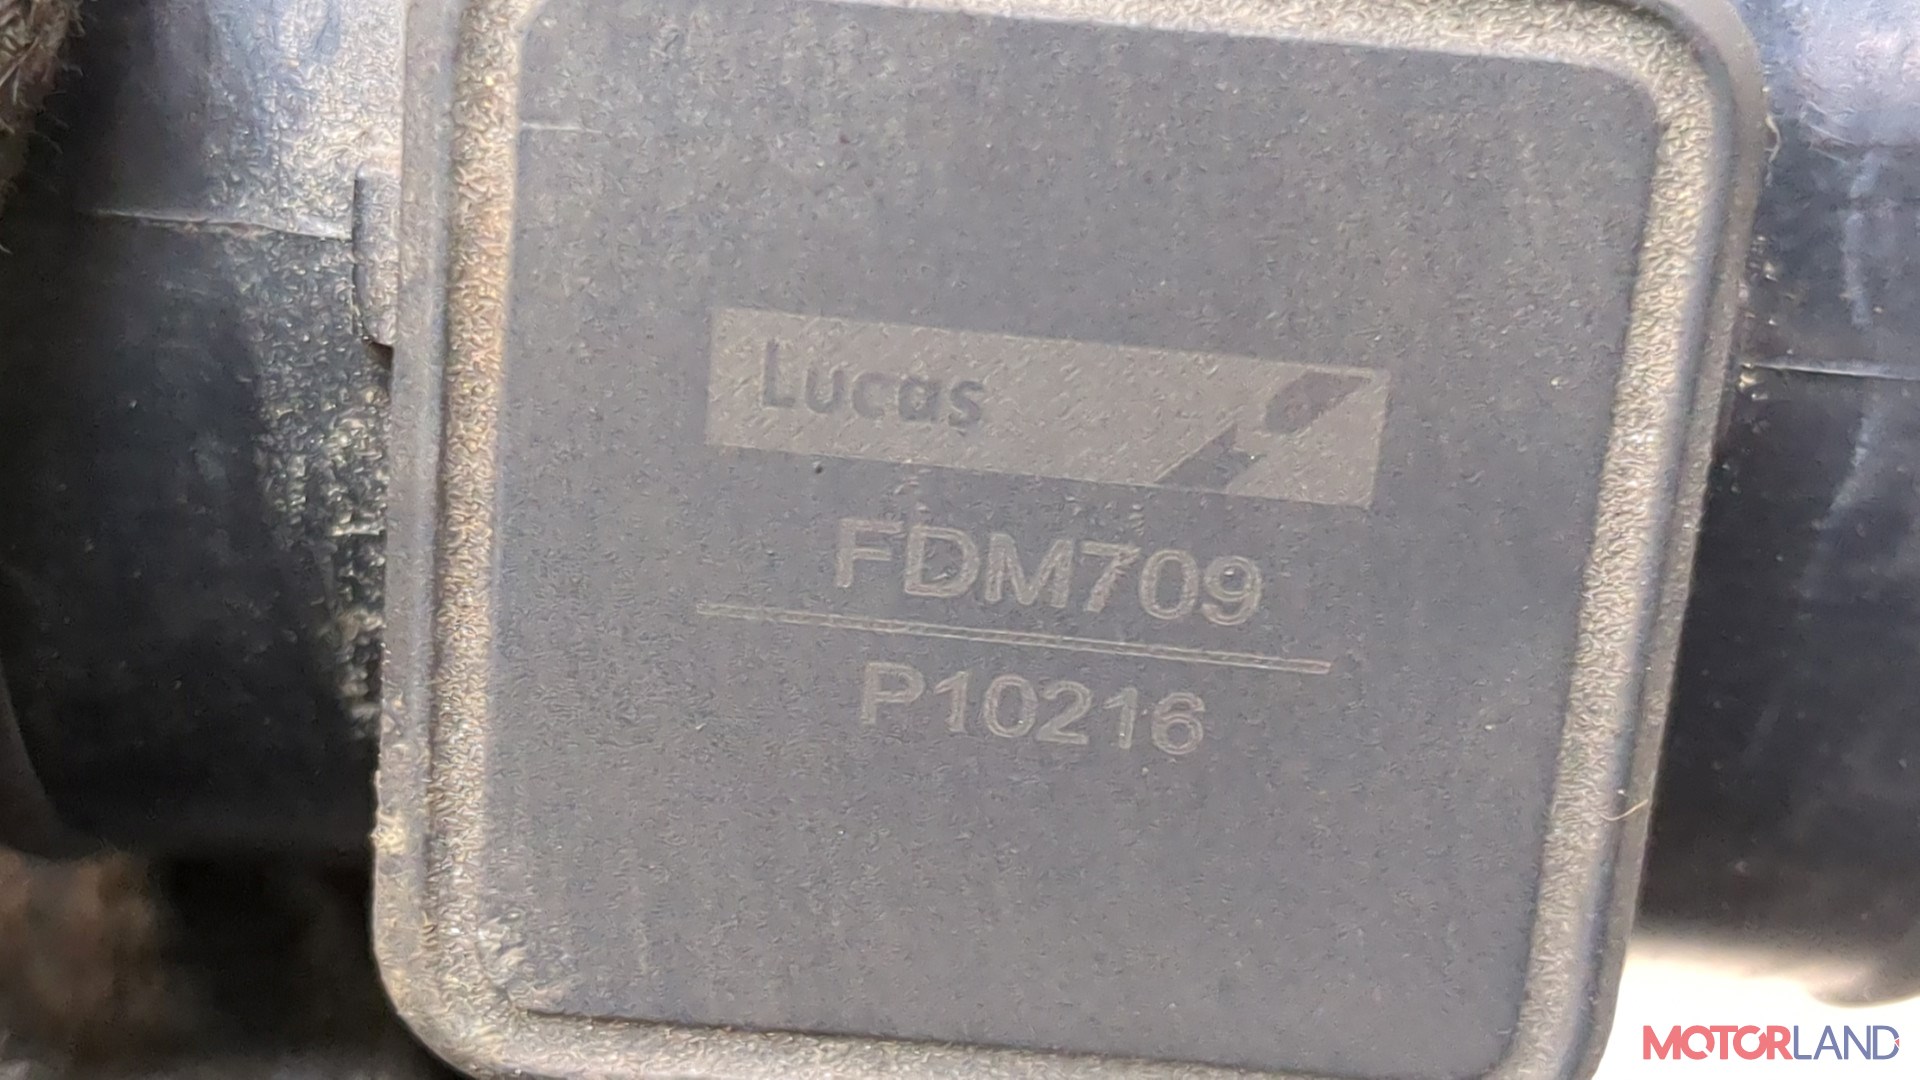 Lucas
FDM709
P10216
MOTORLAND